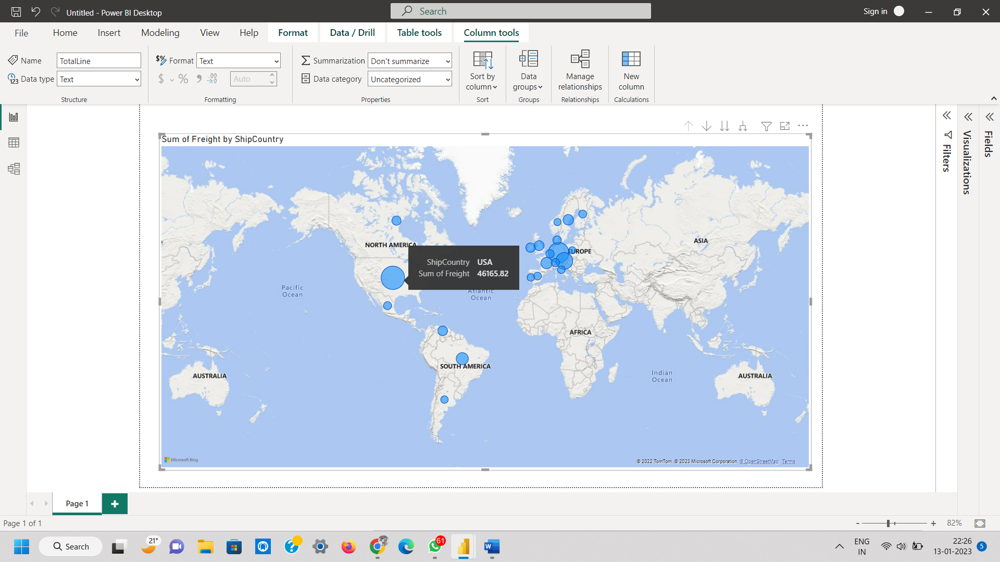 Untitled - Power BI Desktop
Search
Sign in
File Home Insert Modeling View Help Format Data / Drill Table tools Column tools
Name TotalLine
Data type Text
Structure
$% Format Text
$ % , .00
Auto
Formatting
Summarization Don't summarize
Data category Uncategorized
Properties
Sort by
column
Sort
Data
groups
Groups
Manage
relationships
Relationships
New
column
Calculations
Sum of Freight by ShipCountry
NORTH AMERICA
EUROPE
ASIA
ShipCountry USA
Sum of Freight 46165.82
Pacific
Ocean
Atlantic
Ocean
AFRICA
SOUTH AMERICA
AUSTRALIA
Indian
Ocean
AUSTRALIA
Microsoft Bing
© 2022 TomTom, © 2023 Microsoft Corporation, © OpenStreetMap Terms
Filters
Visualizations
Fields
Page 1
Page 1 of 1
- + 82%
Search
21°
61
ENG
IN
22:26
13-01-2023
5